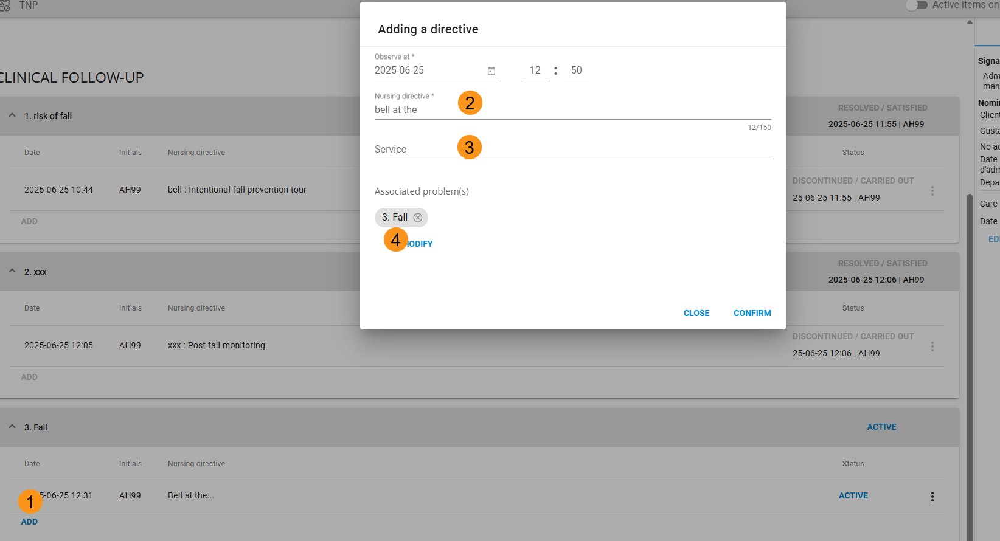 TNP
Active items on
Adding a directive
Observe at *
2025-06-25 12 : 50
Nursing directive *
2
bell at the
12/150
3
Service
Associated problem(s)
3. Fall
4
ODIFY
CLOSE CONFIRM
CLINICAL FOLLOW-UP
1. risk of fall
RESOLVED / SATISFIED
2025-06-25 11:55 | AH99
Date Initials Nursing directive Status
2025-06-25 10:44 AH99 bell : Intentional fall prevention tour
DISCONTINUED / CARRIED OUT
25-06-25 11:55 | AH99
ADD
2. xxx
RESOLVED / SATISFIED
2025-06-25 12:06 | AH99
Date Initials Nursing directive Status
2025-06-25 12:05 AH99 xxx : Post fall monitoring
DISCONTINUED / CARRIED OUT
25-06-25 12:06 | AH99
ADD
3. Fall ACTIVE
Date Initials Nursing directive Status
1
5-06-25 12:31 AH99 Bell at the... ACTIVE
ADD
Signa
Adm
man
Nomi
Client
Gusta
No ad
Date
d'adm
Depa
Care
Date
EDI